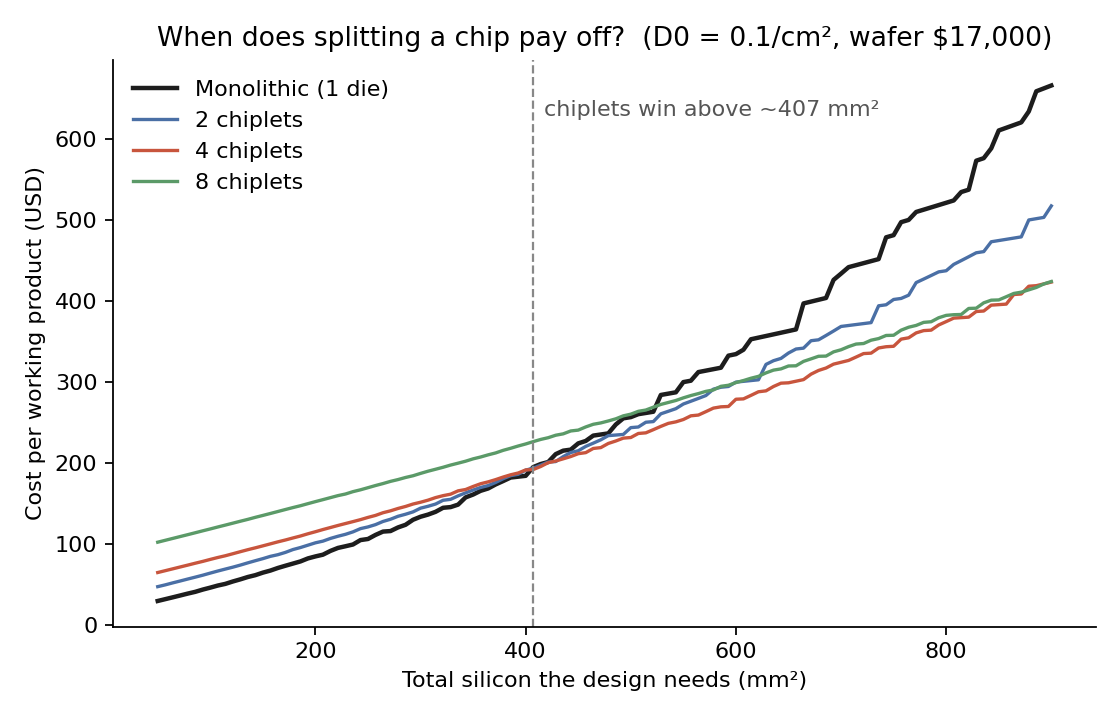 When does splitting a chip pay off?  (D0 = 0.1/cm², wafer $17,000)
Monolithic (1 die)
2 chiplets
4 chiplets
8 chiplets
chiplets win above ~407 mm²
Cost per working product (USD)
600
500
400
300
200
100
0
200
400
600
800
Total silicon the design needs (mm²)